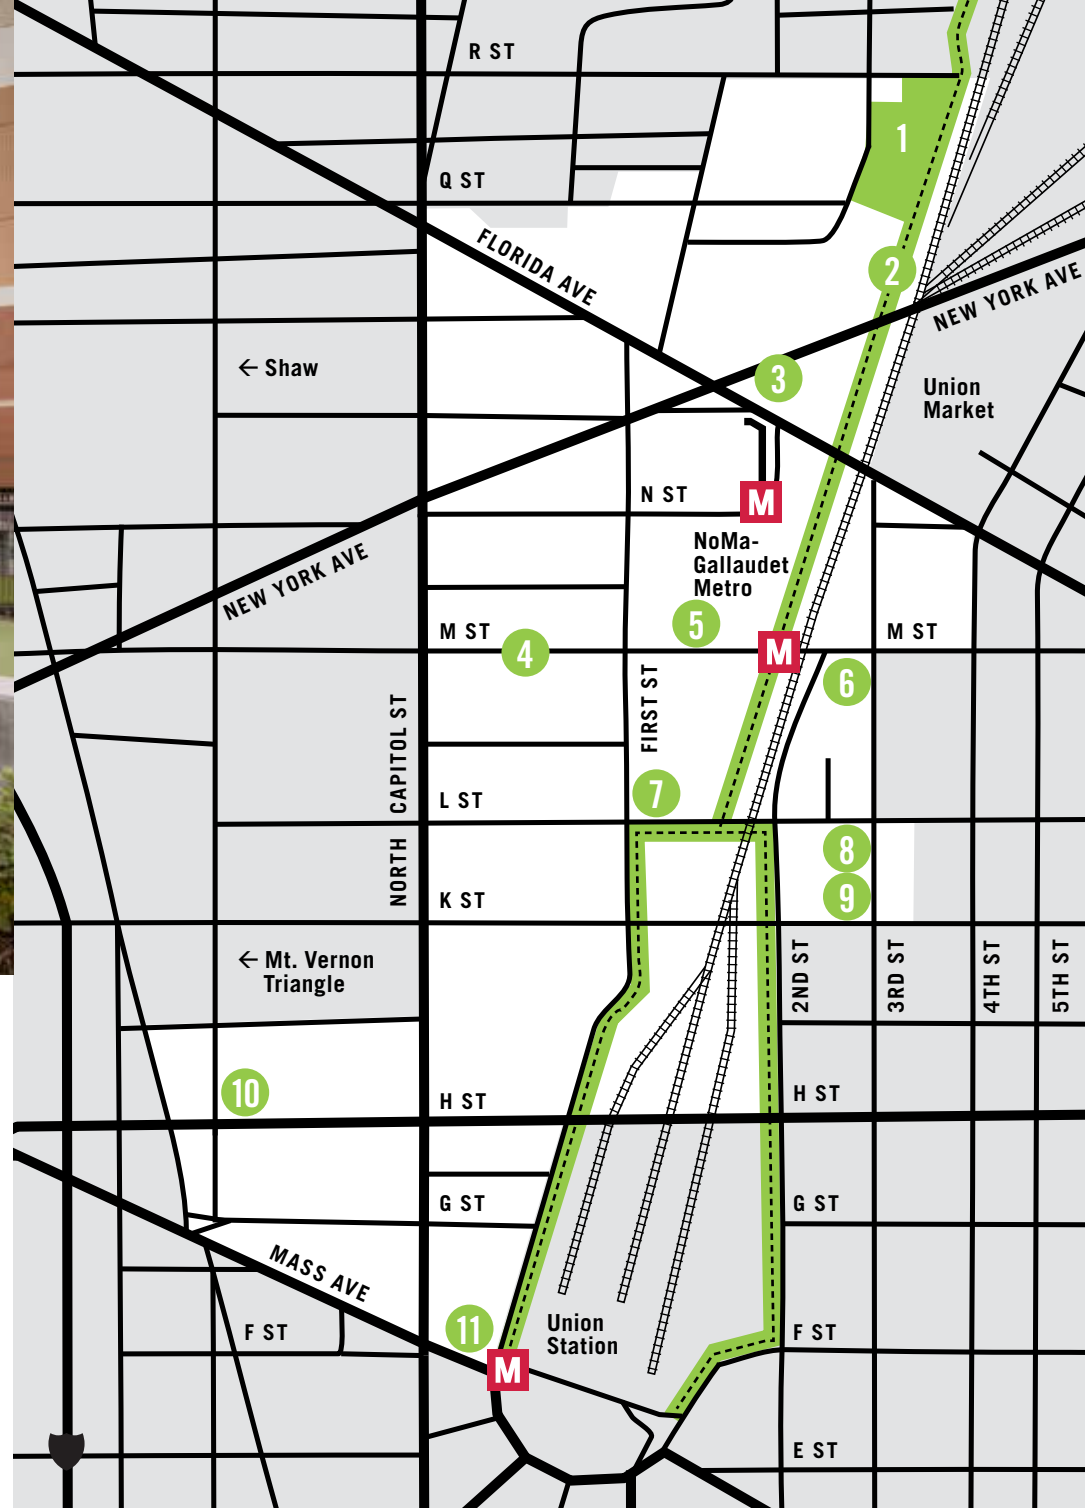 R ST
1
Q ST
FLORIDA AVE
2
NEW YORK AVE
← Shaw
3
Union
Market
N ST
M
NoMa-
Gallaudet
Metro
NEW YORK AVE
M ST
4
5
M
M ST
6
FIRST ST
NORTH CAPITOL ST
7
L ST
8
9
K ST
← Mt. Vernon
Triangle
2ND ST
3RD ST
4TH ST
5TH ST
10
H ST
H ST
G ST
G ST
MASS AVE
11
Union
Station
F ST
F ST
M
E ST